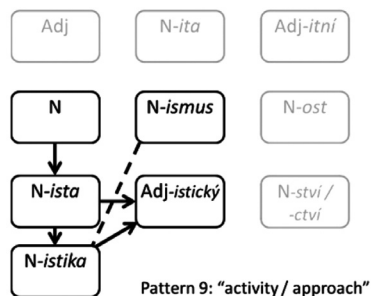 Adj N-ita Adj-itní
N N-ismus N-ost
N-ista Adj-istický N-ství /
-ctví
N-istika
Pattern 9: “activity / approach”